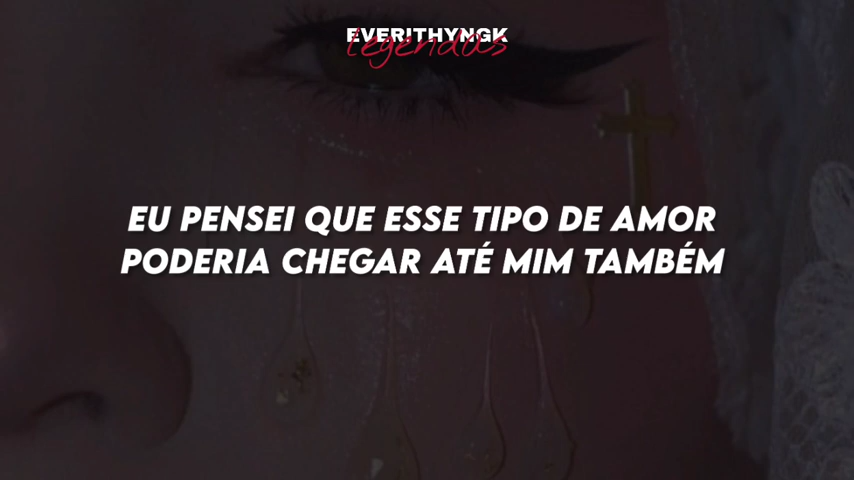 EVERITHYNGK
legendas
EU PENSEI QUE ESSE TIPO DE AMOR
PODERIA CHEGAR ATÉ MIM TAMBÉM